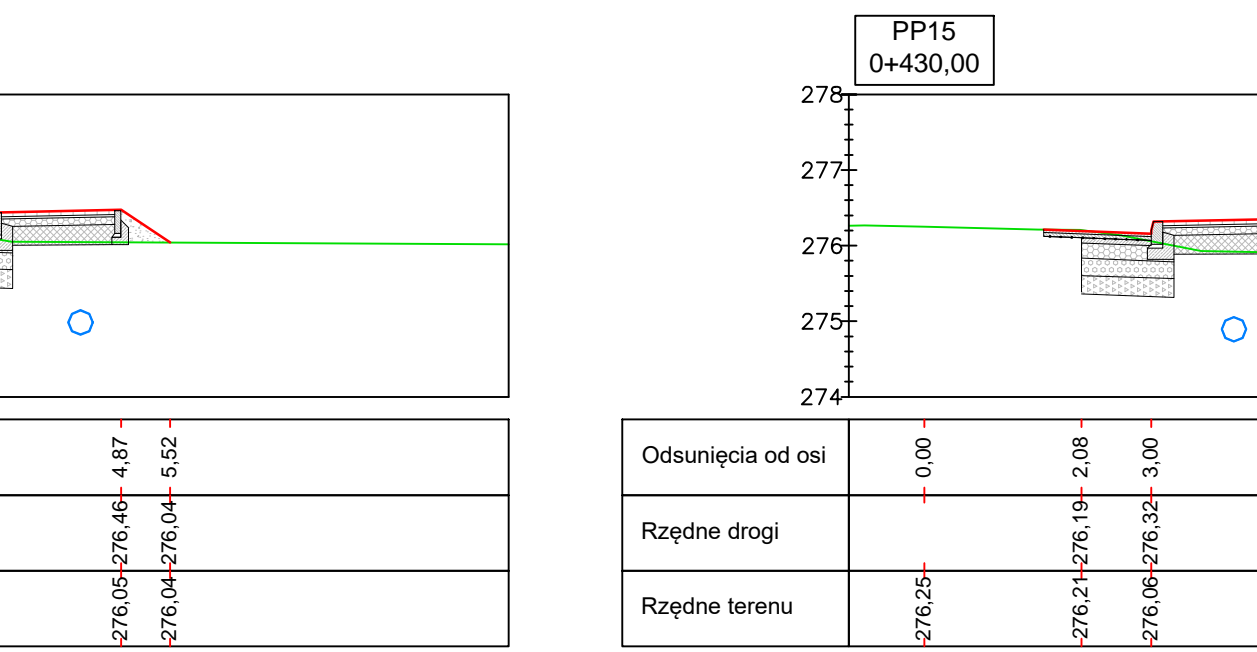 PP15
0+430,00
278
277
276
275
274
4,87 5,52
276,46 276,04
276,05 276,04
Odsunięcia od osi 0,00 2,08 3,00
Rzędne drogi 276,19 276,32
Rzędne terenu 276,25 276,21 276,06